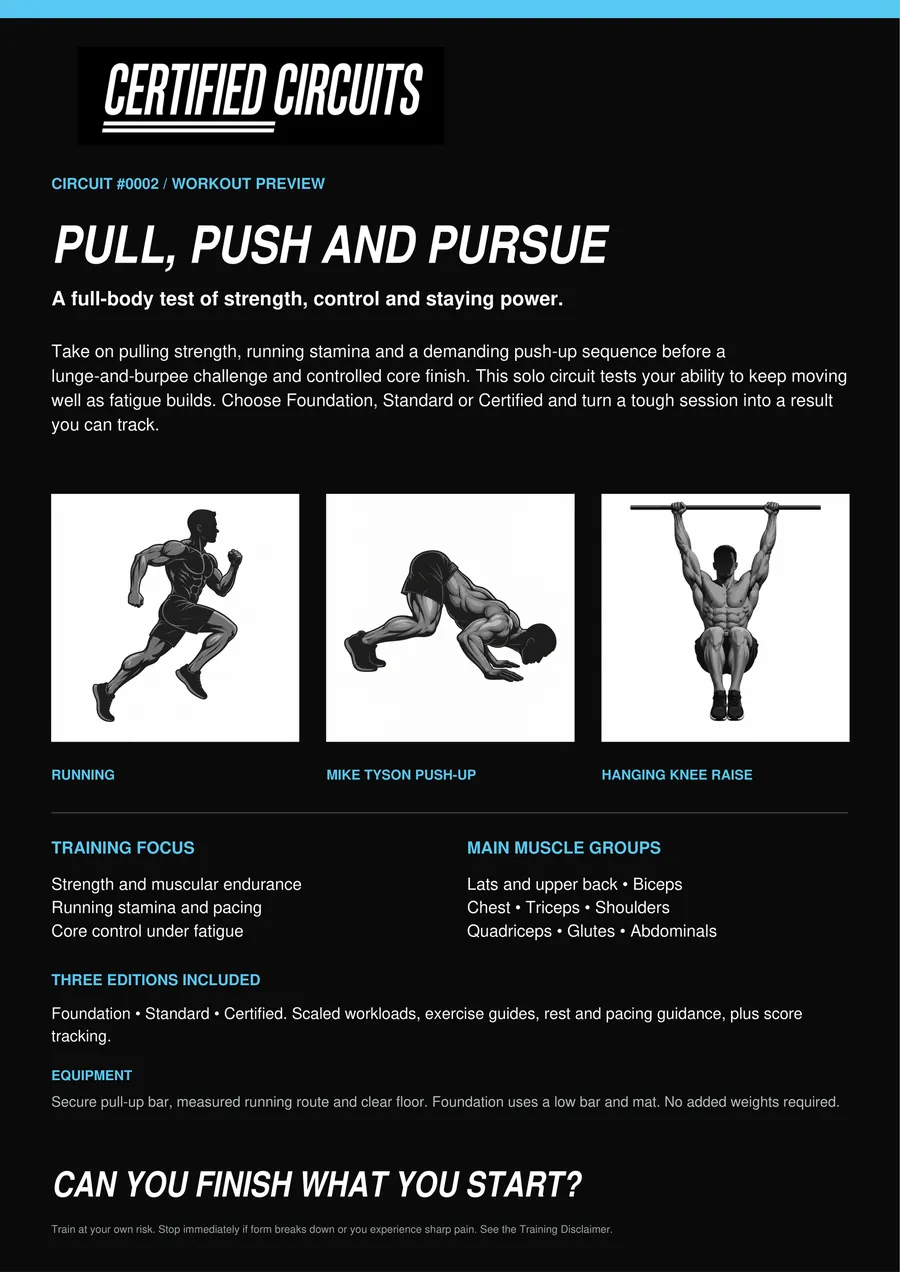 CERTIFIED CIRCUITS
CIRCUIT #0002 / WORKOUT PREVIEW
PULL, PUSH AND PURSUE
A full-body test of strength, control and staying power.
Take on pulling strength, running stamina and a demanding push-up sequence before a
lunge-and-burpee challenge and controlled core finish. This solo circuit tests your ability to keep moving
well as fatigue builds. Choose Foundation, Standard or Certified and turn a tough session into a result
you can track.
RUNNING
MIKE TYSON PUSH-UP
HANGING KNEE RAISE
TRAINING FOCUS
Strength and muscular endurance
Running stamina and pacing
Core control under fatigue
MAIN MUSCLE GROUPS
Lats and upper back • Biceps
Chest • Triceps • Shoulders
Quadriceps • Glutes • Abdominals
THREE EDITIONS INCLUDED
Foundation • Standard • Certified. Scaled workloads, exercise guides, rest and pacing guidance, plus score
tracking.
EQUIPMENT
Secure pull-up bar, measured running route and clear floor. Foundation uses a low bar and mat. No added weights required.
CAN YOU FINISH WHAT YOU START?
Train at your own risk. Stop immediately if form breaks down or you experience sharp pain. See the Training Disclaimer.